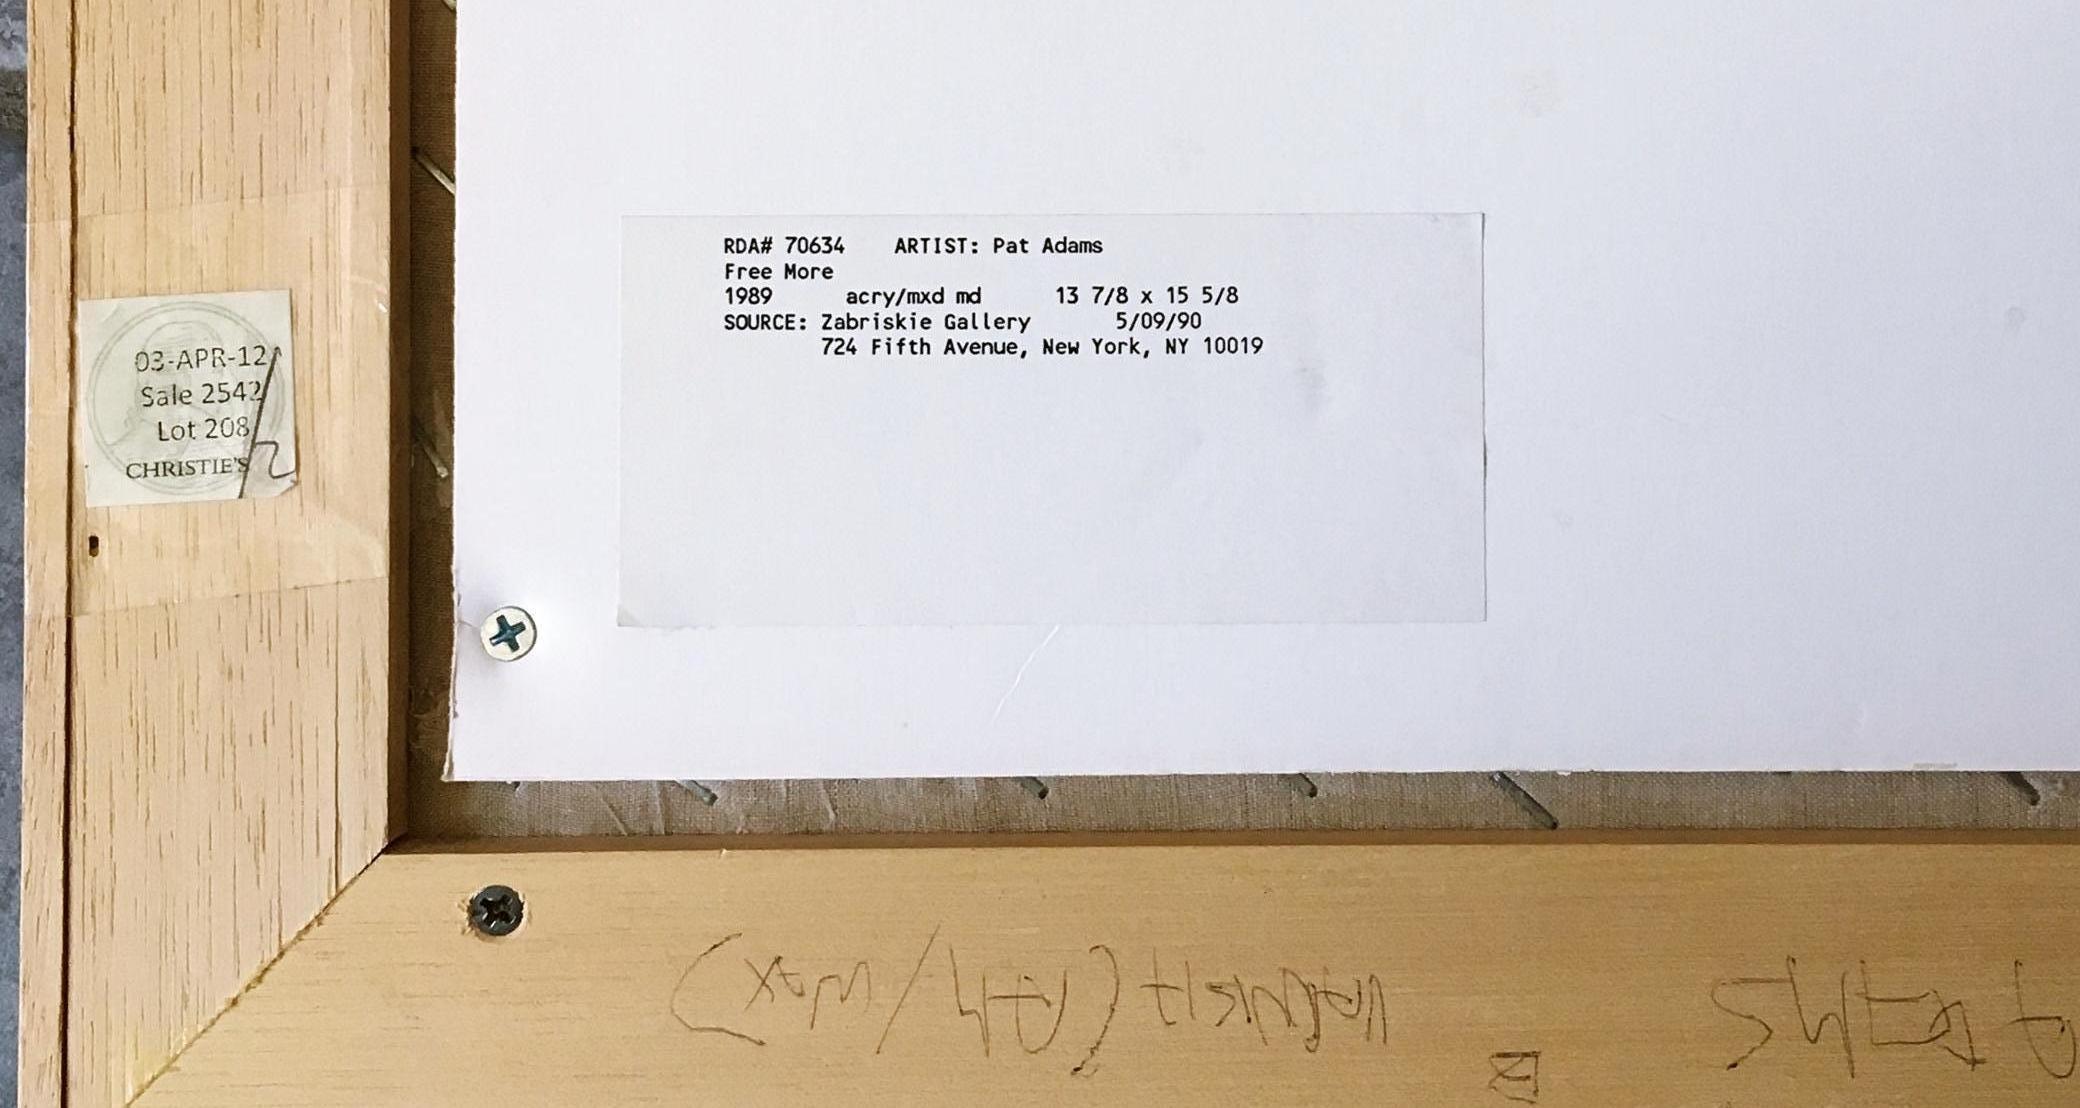 RDA# 70634 ARTIST: Pat Adams
Free More
1989 acry/mxd md 13 7/8 x 15 5/8
SOURCE: Zabriskie Gallery 5/09/90
724 Fifth Avenue, New York, NY 10019
03-APR-12
Sale 2542
Lot 208
CHRISTIE'S
/2